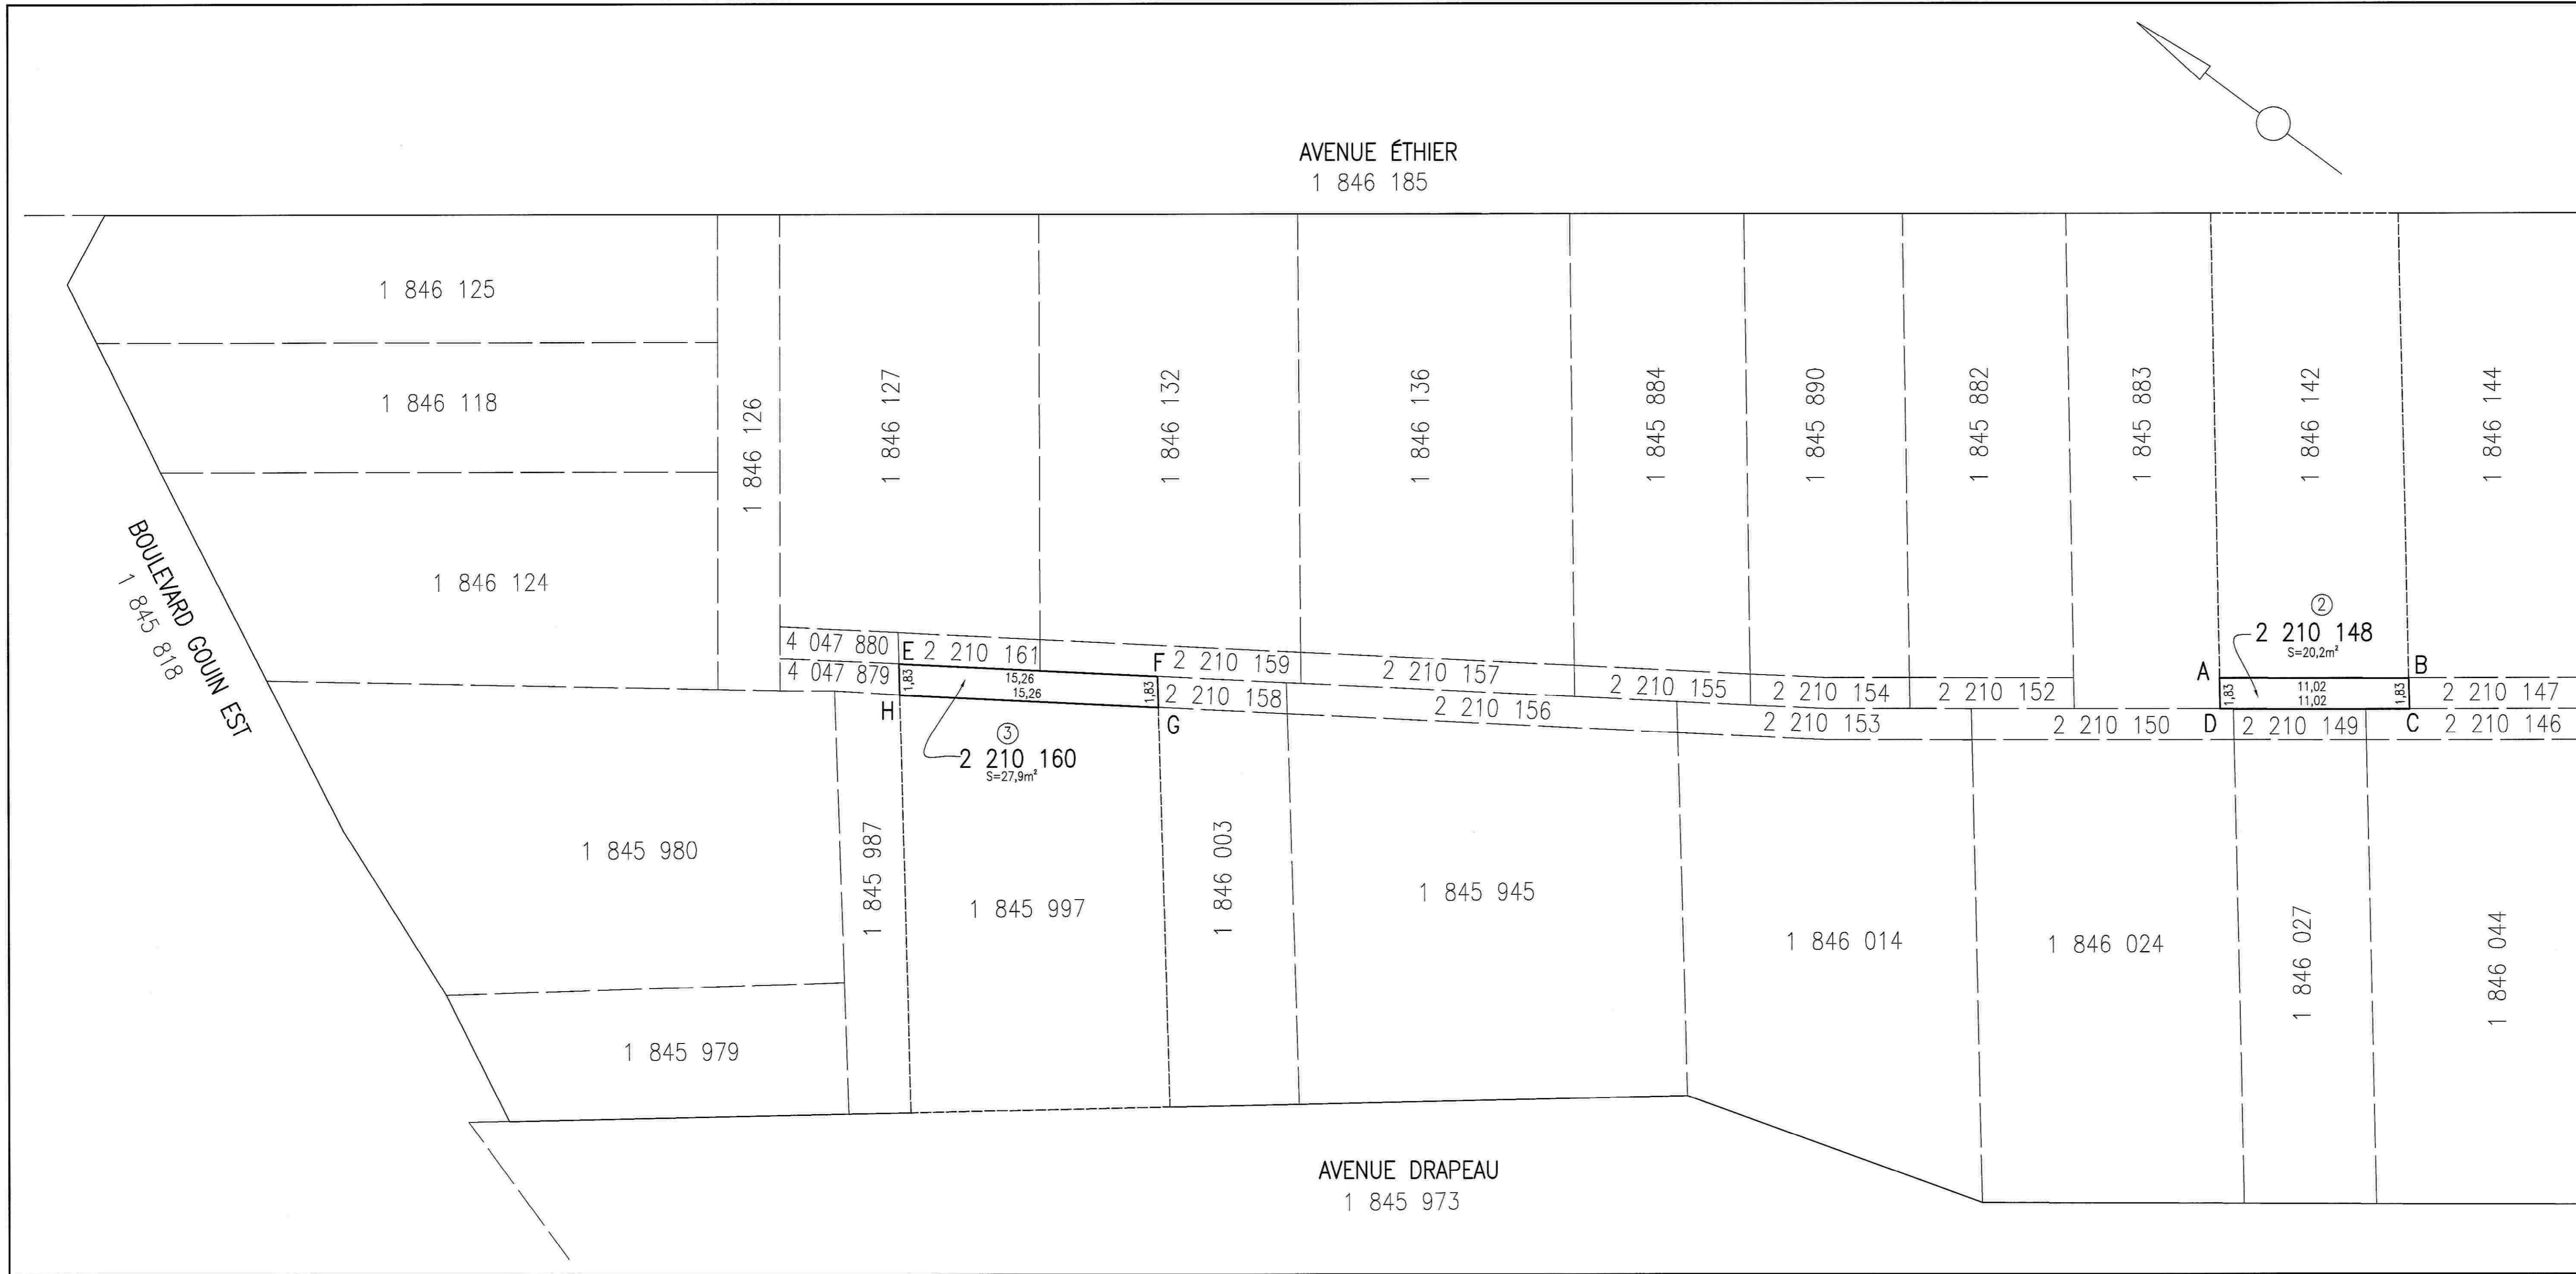 AVENUE ÉTHIER
1 846 185
1 846 125
1 846 118
1 846 124
1 846 126
1 846 127
1 846 132
1 846 136
1 845 884
1 845 890
1 845 882
1 845 883
1 846 142
1 846 144
BOULEVARD GOUIN EST
1 845 818
②
2 210 148
S=20,2m²
4 047 880
E
2 210 161
F
2 210 159
2 210 157
2 210 155
2 210 154
2 210 152
A
B
4 047 879
1,83
15,26
15,26
1,83
2 210 158
2 210 156
2 210 153
2 210 150
1,83
11,02
11,02
1,83
2 210 147
H
G
D
2 210 149
C
2 210 146
③
2 210 160
S=27,9m²
1 845 980
1 845 987
1 845 997
1 846 003
1 845 945
1 846 014
1 846 024
1 846 027
1 846 044
1 845 979
AVENUE DRAPEAU
1 845 973